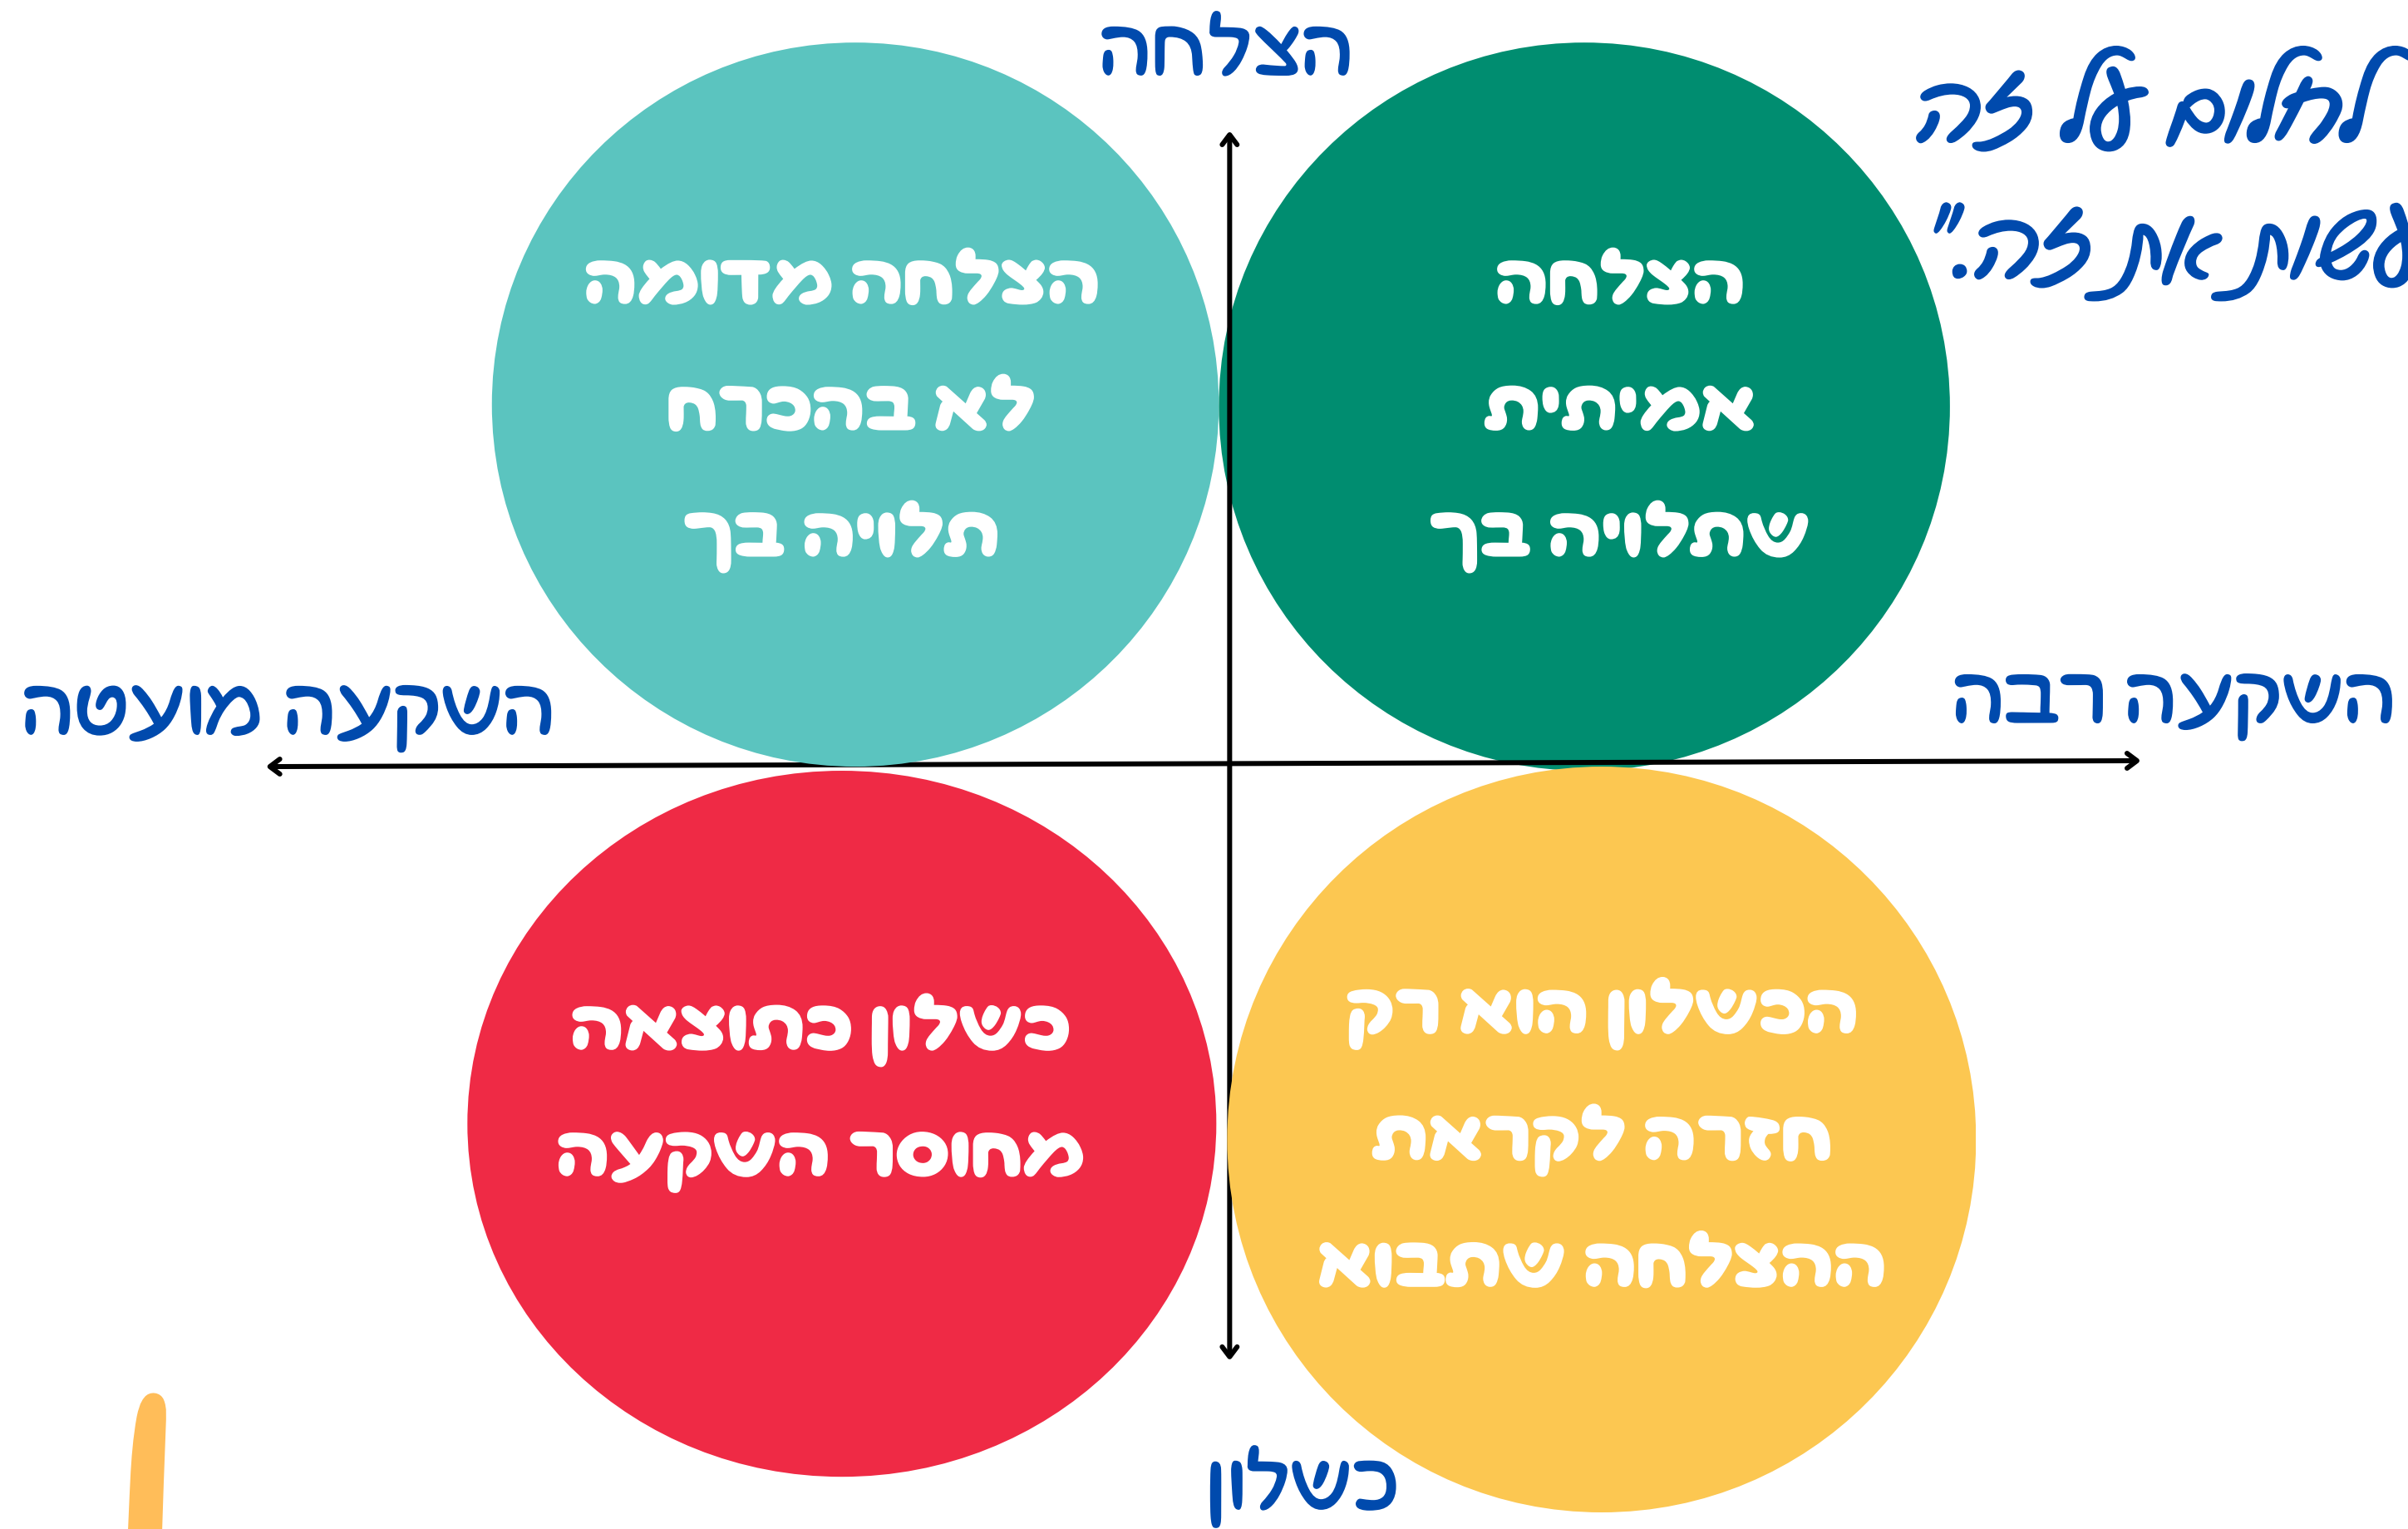 הצלחה
לחלום על זה
לעשות את זה."
הצלחה מדומה
לא בהכרח
תלויה בך
הצלחה
אמיתית
שתלויה בך
השקעה מועטה
השקעה רבה
כשלון כתוצאה
מחוסר השקעה
הכשלון הוא רק
חזרה לקראת
ההצלחה שתבוא
כשלון